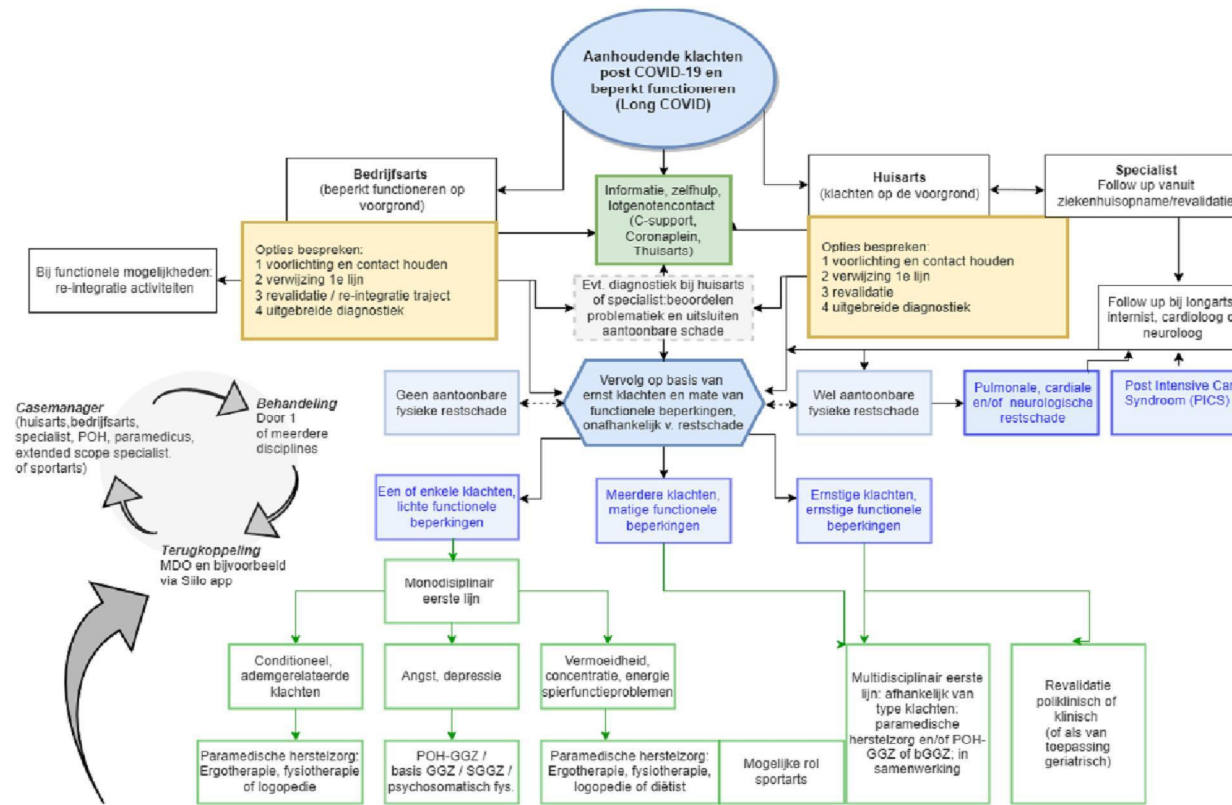 Aanhoudende klachten
post COVID-19 en
beperkt functioneren
(Long COVID)
Bedrijfsarts
(beperkt functioneren op
voorgrond)
Informatie, zelfhulp,
lotgenotencontact
(C-support,
Coronaplein,
Thuisarts)
Huisarts
(klachten op de voorgrond)
Specialist
Follow up vanuit
ziekenhuisopname/revalidatie
Bij functionele mogelijkheden:
re-integratie activiteiten
Opties bespreken:
1 voorlichting en contact houden
2 verwijzing 1e lijn
3 revalidatie / re-integratie traject
4 uitgebreide diagnostiek
Evt. diagnostiek bij huisarts
of specialist:beoordelen
problematiek en uitsluiten
aantoonbare schade
Opties bespreken:
1 voorlichting en contact houden
2 verwijzing 1e lijn
3 revalidatie
4 uitgebreide diagnostiek
Follow up bij longarts
internist, cardioloog o
neuroloog
Geen aantoonbare
fysieke restschade
Vervolg op basis van
ernst klachten en mate van
functionele beperkingen,
onafhankelijk v. restschade
Wel aantoonbare
fysieke restschade
Pulmonale, cardiale
en/of neurologische
restschade
Post Intensive Car
Syndroom (PICS)
Casemanager
(huisarts,bedrijfsarts,
specialist, POH, paramedicus,
extended scope specialist.
of sportarts)
Behandeling
Door 1
of meerdere
disciplines
Terugkoppeling
MDO en bijvoorbeeld
via Siilo app
Een of enkele klachten,
lichte functionele
beperkingen
Meerdere klachten,
matige functionele
beperkingen
Ernstige klachten,
ernstige functionele
beperkingen
Monodisiplinair
eerste lijn
Conditioneel,
ademgerelateerde
klachten
Angst, depressie
Vermoeidheid,
concentratie, energie
spierfunctieproblemen
Multidisciplinair eerste
lijn: afhankelijk van
type klachten:
paramedische
herstelzorg en/of POH-
GGZ of bGGZ; in
samenwerking
Revalidatie
poliklinisch of
klinisch
(of als van
toepassing
geriatrisch)
Paramedische herstelzorg:
Ergotherapie, fysiotherapie
of logopedie
POH-GGZ /
basis GGZ / SGGZ /
psychosomatisch fys.
Paramedische herstelzorg:
Ergotherapie, fysiotherapie,
logopedie of diëtist
Mogelijke rol
sportarts